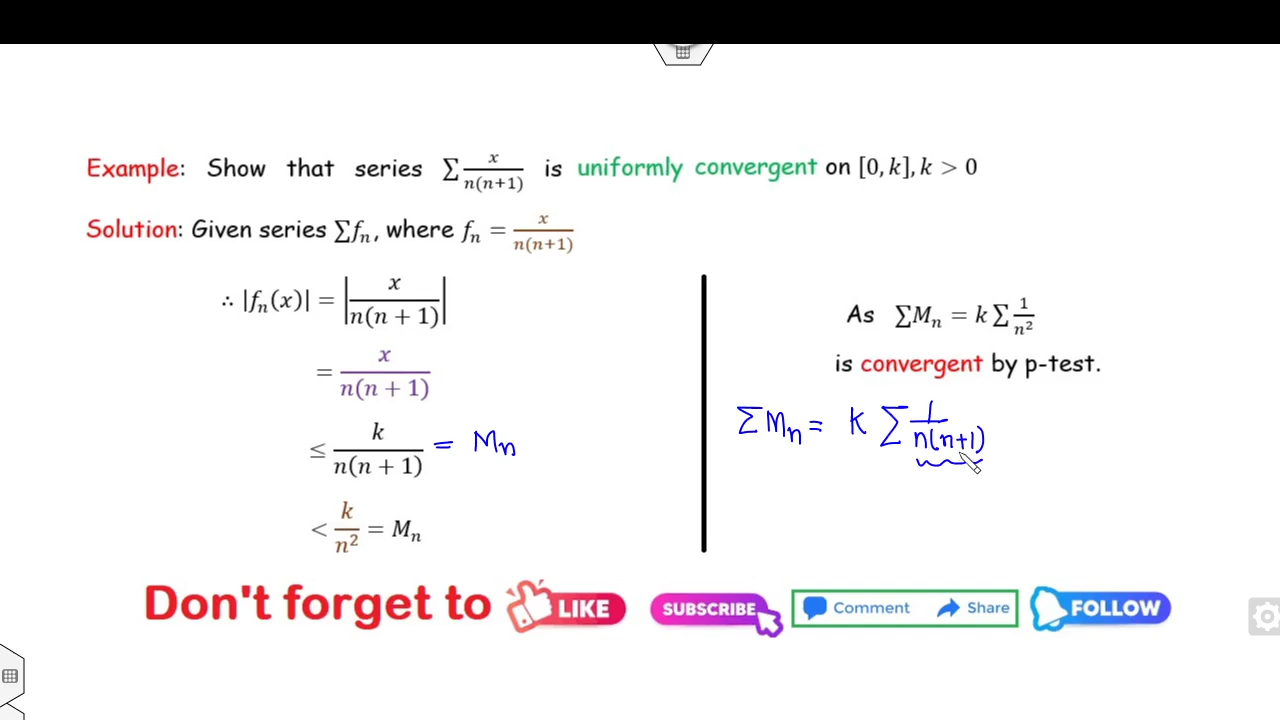 Example: Show that series ∑ x/n(n+1) is uniformly convergent on [0, k], k > 0
Solution: Given series ∑fₙ, where fₙ = x/n(n+1)
∴ |fₙ(x)| = |x/n(n + 1)|
= x/n(n + 1)
≤ k/n(n + 1) = Mₙ
< k/n² = Mₙ
As ∑Mₙ = k ∑ 1/n²
is convergent by p-test.
∑Mₙ = k ∑ 1/n(n+1)
Don't forget to LIKE SUBSCRIBE Comment Share FOLLOW